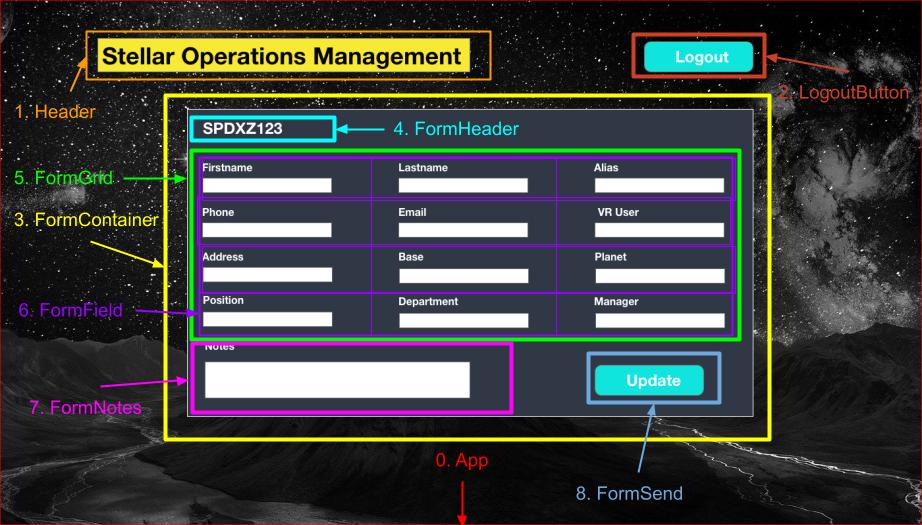 Stellar Operations Management
Logout
1. Header
2. LogoutButton
SPDXZ123
4. FormHeader
5. FormGrid
Firstname
Lastname
Alias
3. FormContainer
Phone
Email
VR User
Address
Base
Planet
6. FormField
Position
Department
Manager
Notes
7. FormNotes
Update
0. App
8. FormSend